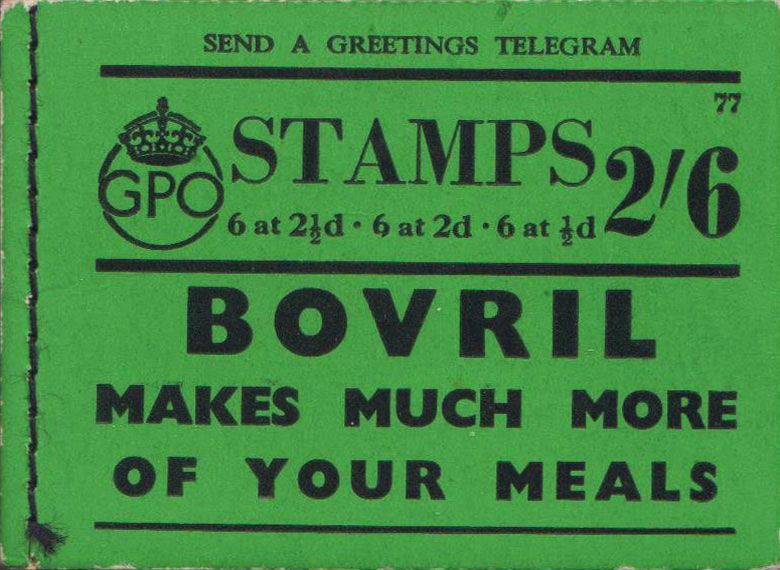 SEND A GREETINGS TELEGRAM
77
GPO
STAMPS 2/6
6 at 2½d · 6 at 2d · 6 at ½d
BOVRIL
MAKES MUCH MORE
OF YOUR MEALS